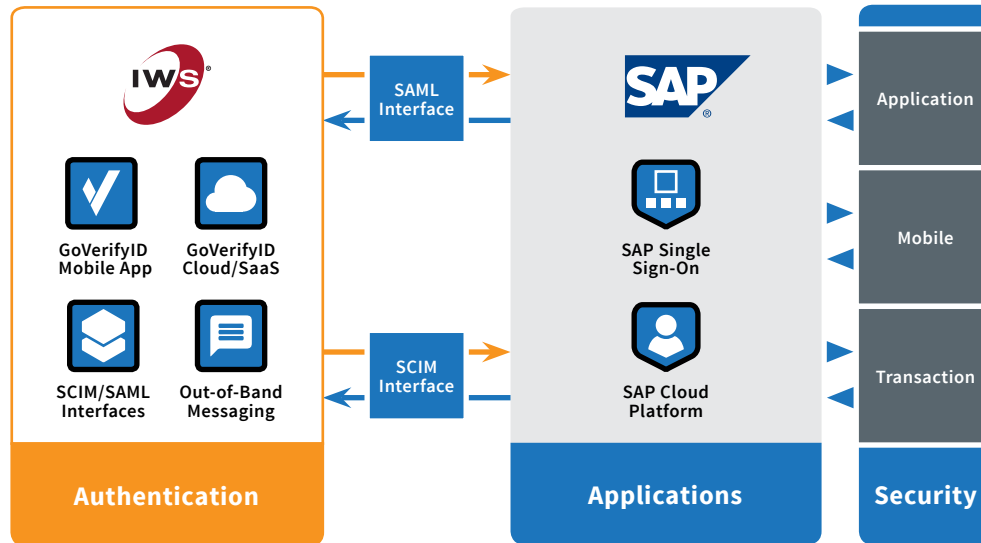 IWS®
GoVerifyID
Mobile App
GoVerifyID
Cloud/SaaS
SCIM/SAML
Interfaces
Out-of-Band
Messaging
Authentication
SAML
Interface
SCIM
Interface
SAP®
SAP Single
Sign-On
SAP Cloud
Platform
Applications
Application
Mobile
Transaction
Security